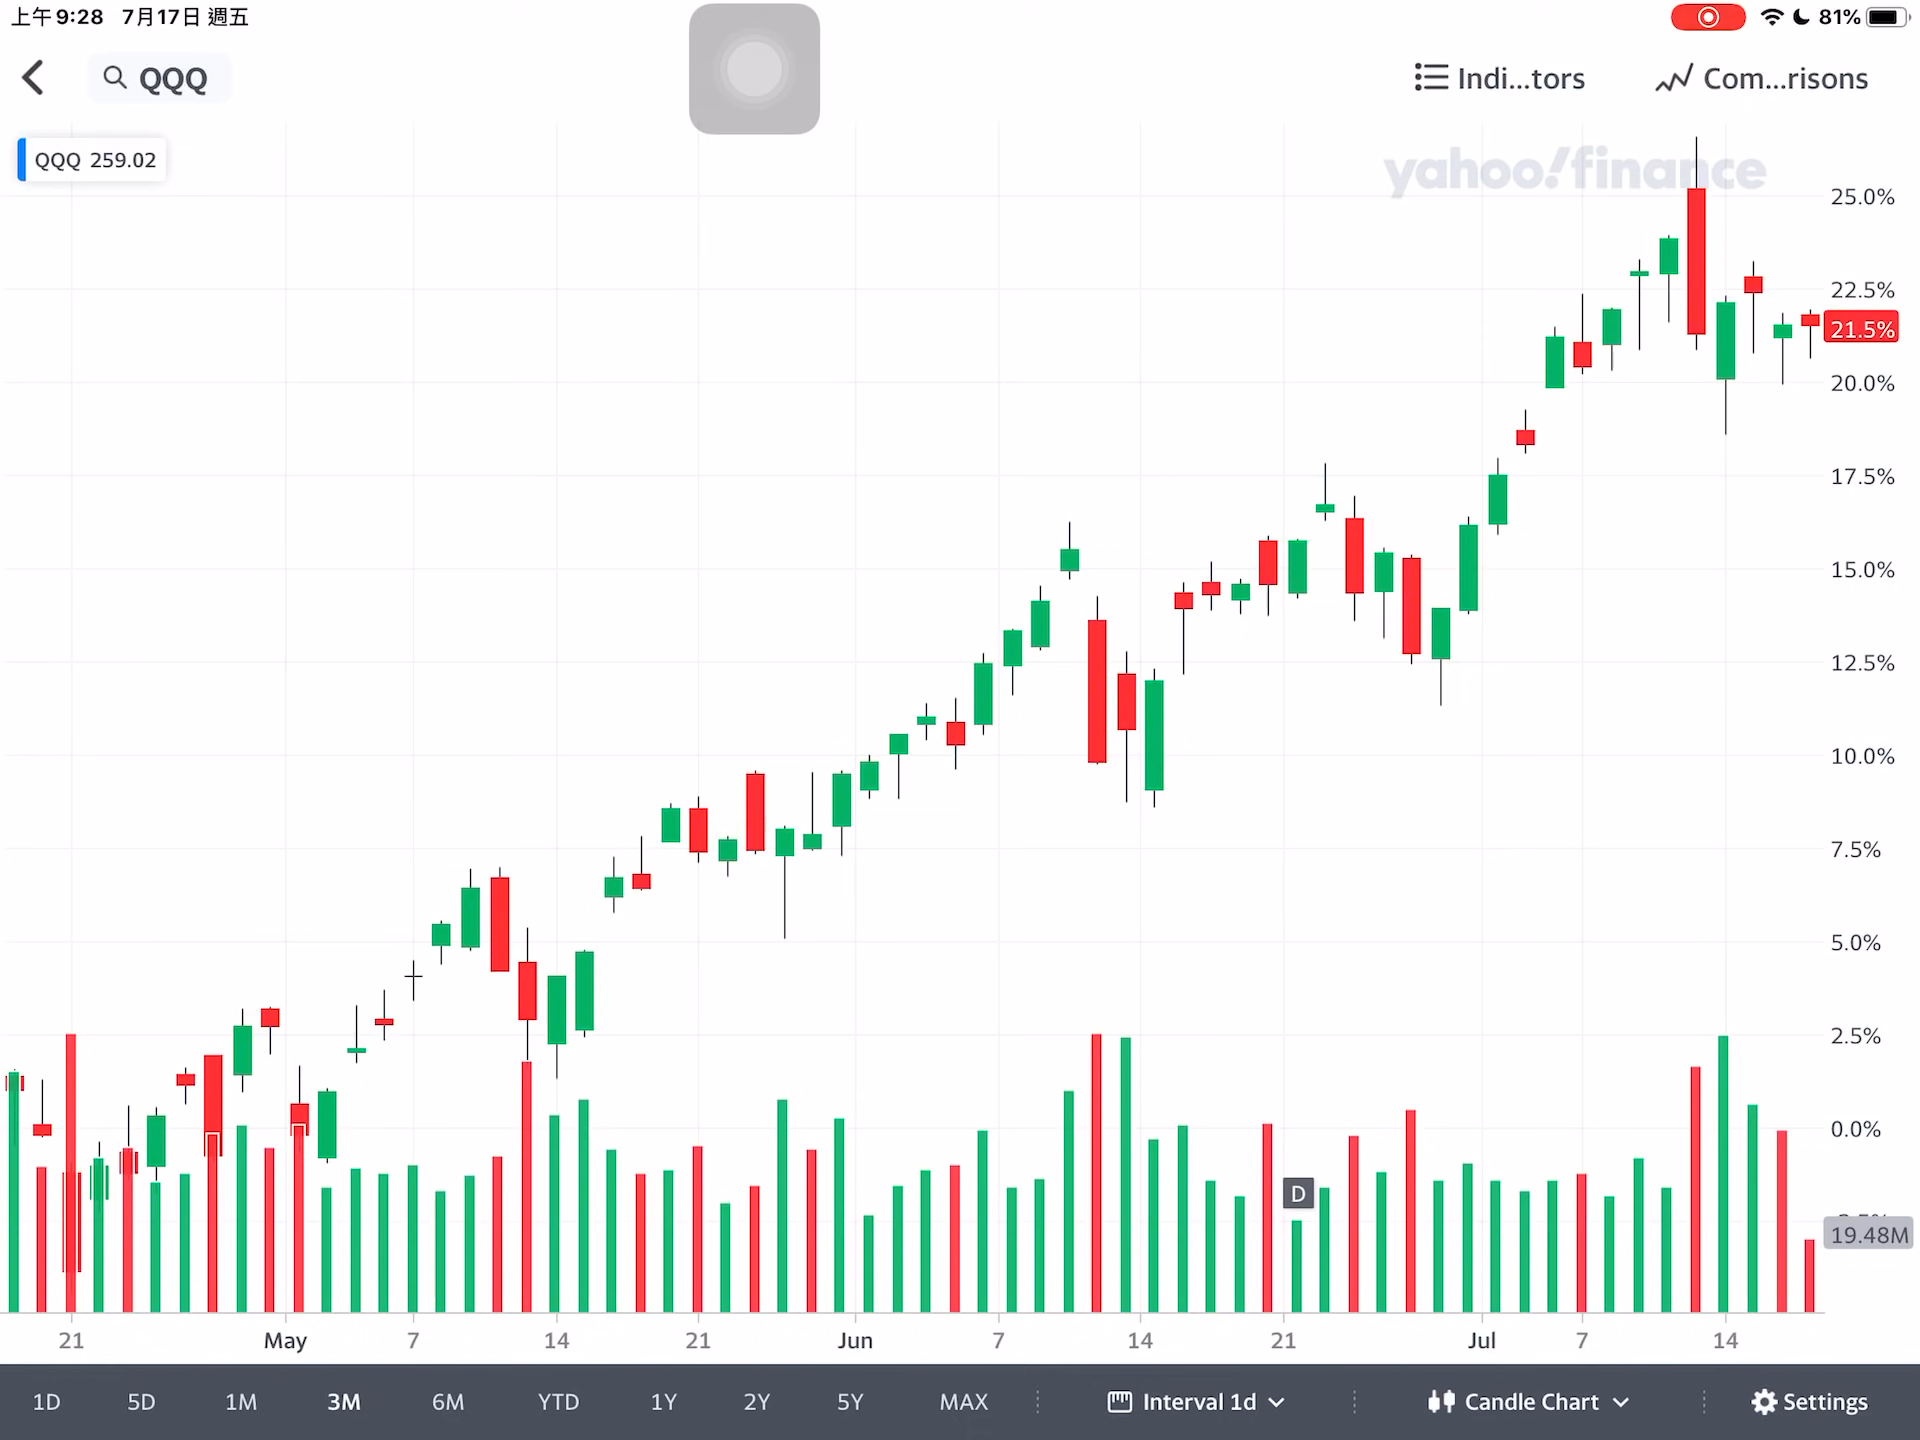 上午9:28 7月17日 週五
81%
QQQ
Indi...tors
Com...risons
QQQ 259.02
yahoo!finance
25.0%
22.5%
21.5%
20.0%
17.5%
15.0%
12.5%
10.0%
7.5%
5.0%
2.5%
0.0%
D
19.48M
21 May 7 14 21 Jun 7 14 21 Jul 7 14
1D 5D 1M 3M 6M YTD 1Y 2Y 5Y MAX Interval 1d Candle Chart Settings